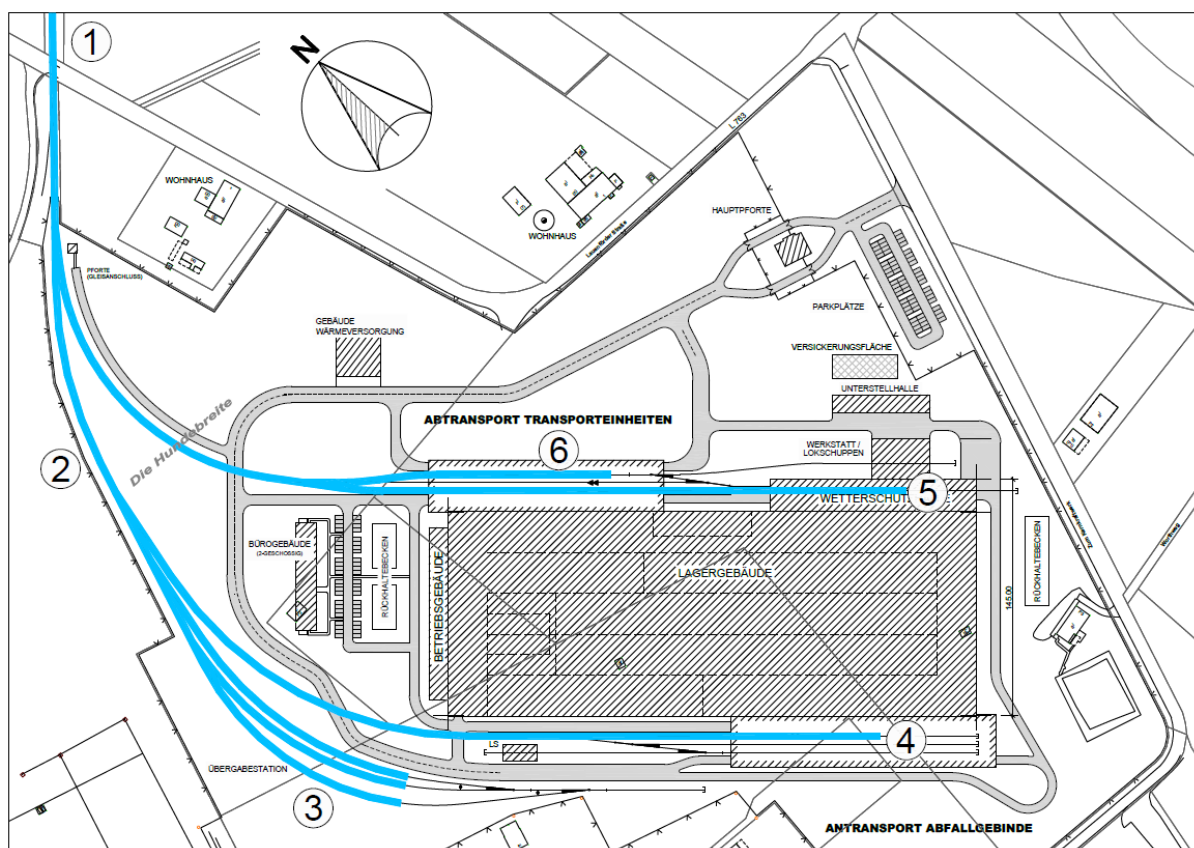 1
N
L 763
WOHNHAUS
HAUPTPFORTE
WOHNHAUS
PFORTE
(GLEISANSCHLUSS)
PARKPLÄTZE
GEBÄUDE
WÄRMEVERSORGUNG
VERSICKERUNGSFLÄCHE
Die Hundebreite
UNTERSTELLHALLE
ABTRANSPORT TRANSPORTEINHEITEN
2
6
WERKSTATT /
LOKSCHUPPEN
5
WETTERSCHUTZ
BÜROGEBÄUDE
(2-GESCHOSSIG)
RÜCKHALTEBECKEN
BETRIEBSGEBÄUDE
LAGERGEBÄUDE
145.00
RÜCKHALTEBECKEN
4
LS
ÜBERGABESTATION
3
ANTRANSPORT ABFALLGEBINDE